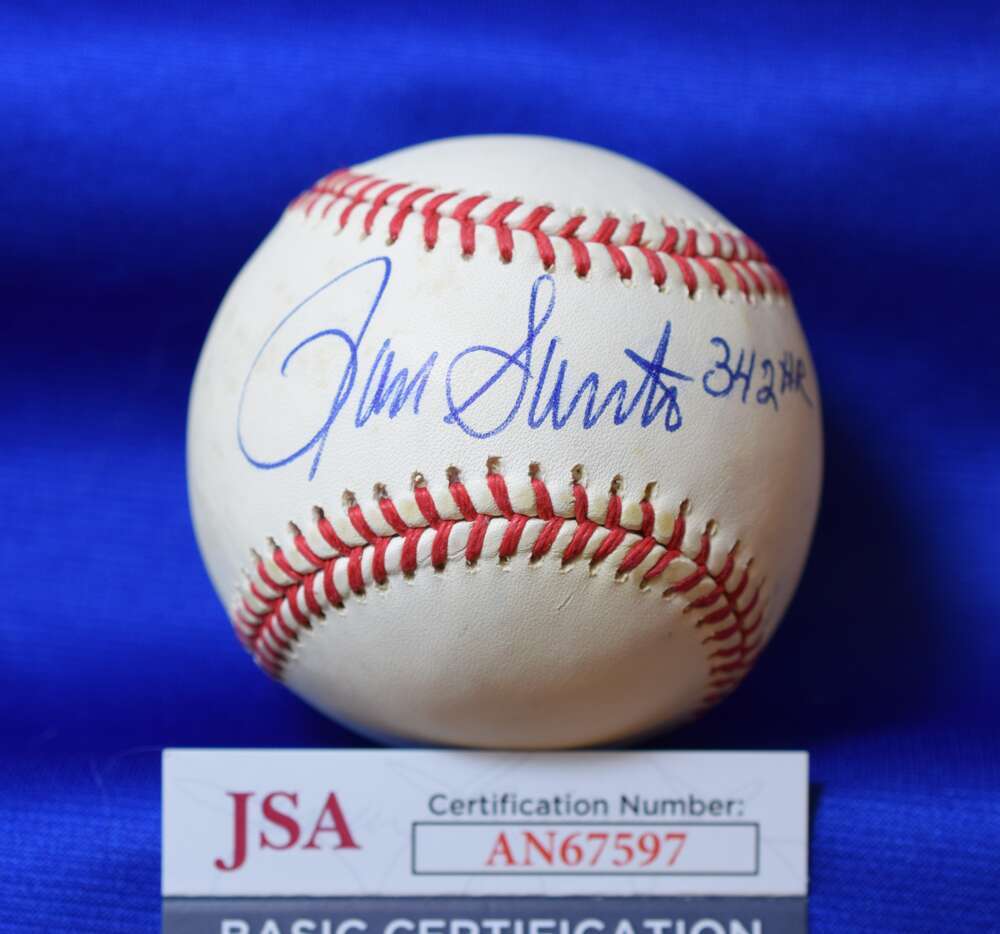 Ron Santo 342 HR
JSA
Certification Number:
AN67597
BASIC CERTIFICATION